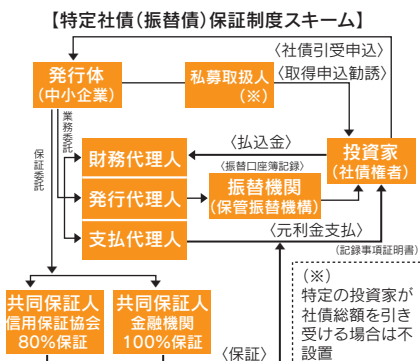 【特定社債(振替債)保証制度スキーム】
〈社債引受申込〉
発行体
(中小企業)
私募取扱人
(※)
〈取得申込勧誘〉
業務委託
保証委託
財務代理人
〈払込金〉
投資家
(社債権者)
〈振替口座簿記録〉
発行代理人
振替機関
(保管振替機構)
支払代理人
〈元利金支払〉
(記録事項証明書)
共同保証人
信用保証協会
80%保証
共同保証人
金融機関
100%保証
〈保証〉
(※)
特定の投資家が
社債総額を引き
受ける場合は不
設置